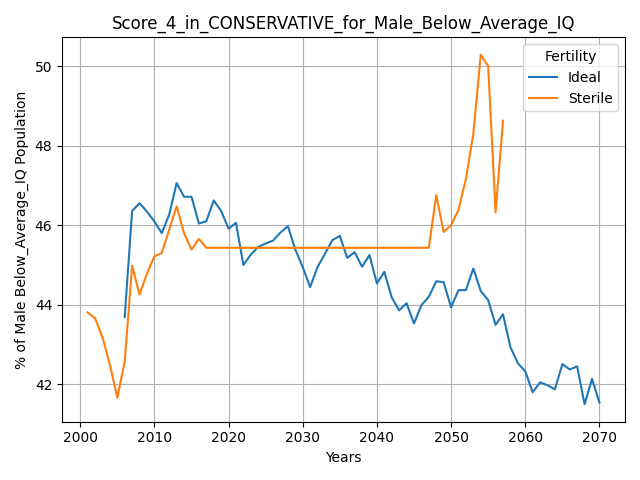 Score_4_in_CONSERVATIVE_for_Male_Below_Average_IQ
Fertility
Ideal
Sterile
% of Male Below_Average_IQ Population
50
48
46
44
42
2000
2010
2020
2030
2040
2050
2060
2070
Years